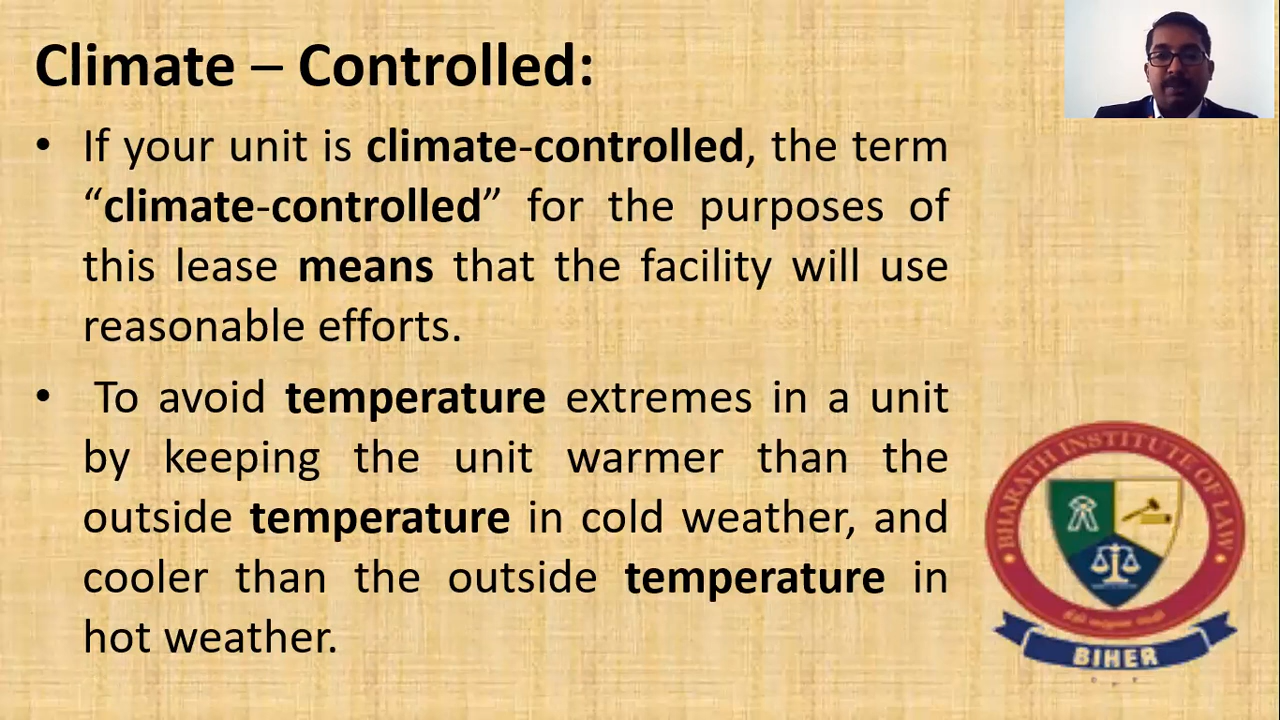 Climate – Controlled:
• If your unit is climate-controlled, the term
“climate-controlled” for the purposes of
this lease means that the facility will use
reasonable efforts.
• To avoid temperature extremes in a unit
by keeping the unit warmer than the
outside temperature in cold weather, and
cooler than the outside temperature in
hot weather.
BHARATH INSTITUTE OF LAW
BIHER